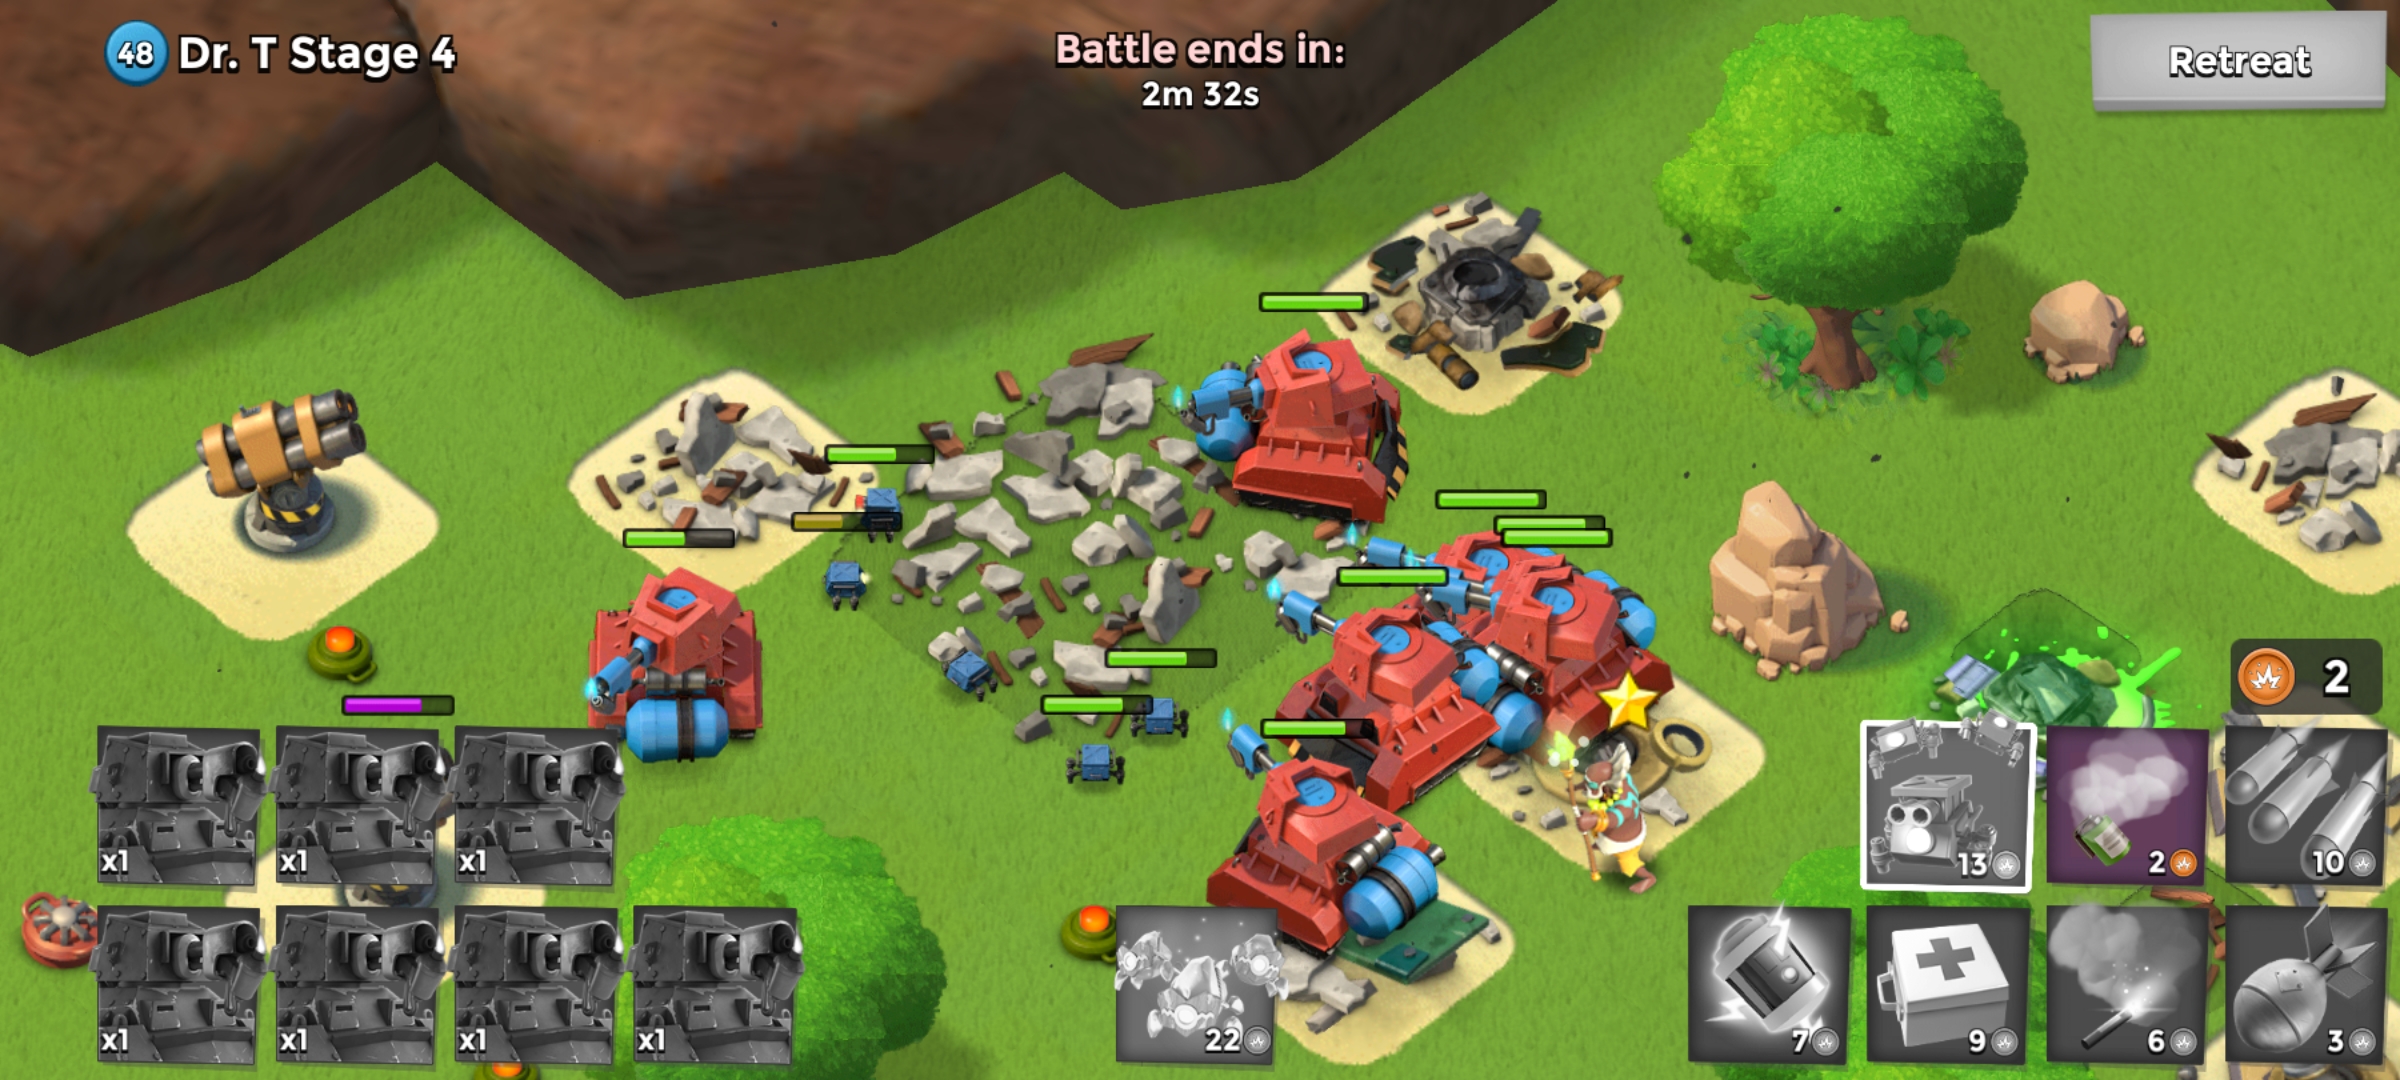 48 Dr. T Stage 4
Battle ends in:
2m 32s
Retreat
2
x1 x1 x1
13 2 10
x1 x1 x1 x1
22 7 9 6 3